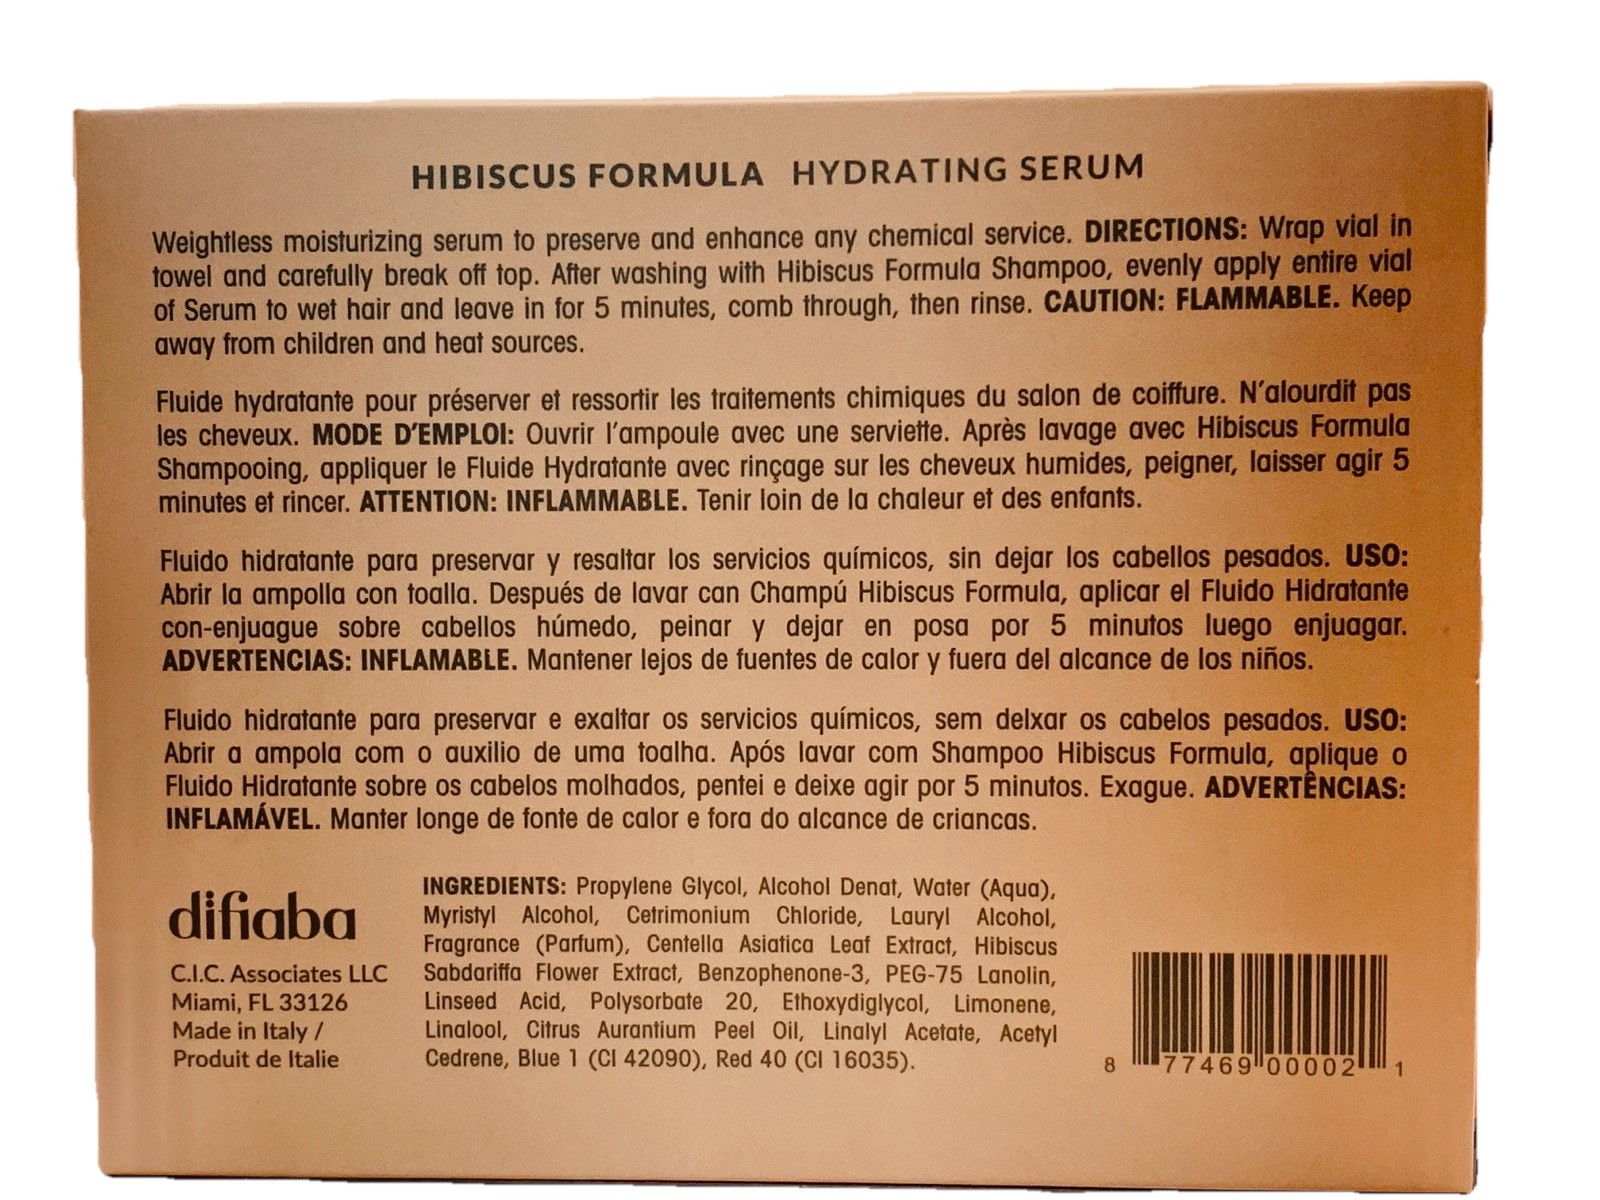 HIBISCUS FORMULA HYDRATING SERUM
Weightless moisturizing serum to preserve and enhance any chemical service. DIRECTIONS: Wrap vial in
towel and carefully break off top. After washing with Hibiscus Formula Shampoo, evenly apply entire vial
of Serum to wet hair and leave in for 5 minutes, comb through, then rinse. CAUTION: FLAMMABLE. Keep
away from children and heat sources.
Fluide hydratante pour préserver et ressortir les traitements chimiques du salon de coiffure. N'alourdit pas
les cheveux. MODE D'EMPLOI: Ouvrir l'ampoule avec une serviette. Après lavage avec Hibiscus Formula
Shampooing, appliquer le Fluide Hydratante avec rinçage sur les cheveux humides, peigner, laisser agir 5
minutes et rincer. ATTENTION: INFLAMMABLE. Tenir loin de la chaleur et des enfants.
Fluido hidratante para preservar y resaltar los servicios químicos, sin dejar los cabellos pesados. USO:
Abrir la ampolla con toalla. Después de lavar can Champú Hibiscus Formula, aplicar el Fluido Hidratante
con-enjuague sobre cabellos húmedo, peinar y dejar en posa por 5 minutos luego enjuagar.
ADVERTENCIAS: INFLAMABLE. Mantener lejos de fuentes de calor y fuera del alcance de los niños.
Fluido hidratante para preservar e exaltar os servicios químicos, sem delxar os cabelos pesados. USO:
Abrir a ampola com o auxilio de uma toalha. Após lavar com Shampoo Hibiscus Formula, aplique o
Fluido Hidratante sobre os cabelos molhados, pentei e deixe agir por 5 minutos. Exague. ADVERTÊNCIAS:
INFLAMÁVEL. Manter longe de fonte de calor e fora do alcance de criancas.
difiaba
C.I.C. Associates LLC
Miami, FL 33126
Made in Italy /
Produit de Italie
INGREDIENTS: Propylene Glycol, Alcohol Denat, Water (Aqua),
Myristyl Alcohol, Cetrimonium Chloride, Lauryl Alcohol,
Fragrance (Parfum), Centella Asiatica Leaf Extract, Hibiscus
Sabdariffa Flower Extract, Benzophenone-3, PEG-75 Lanolin,
Linseed Acid, Polysorbate 20, Ethoxydiglycol, Limonene,
Linalool, Citrus Aurantium Peel Oil, Linalyl Acetate, Acetyl
Cedrene, Blue 1 (CI 42090), Red 40 (CI 16035).
8 77469 00002 1